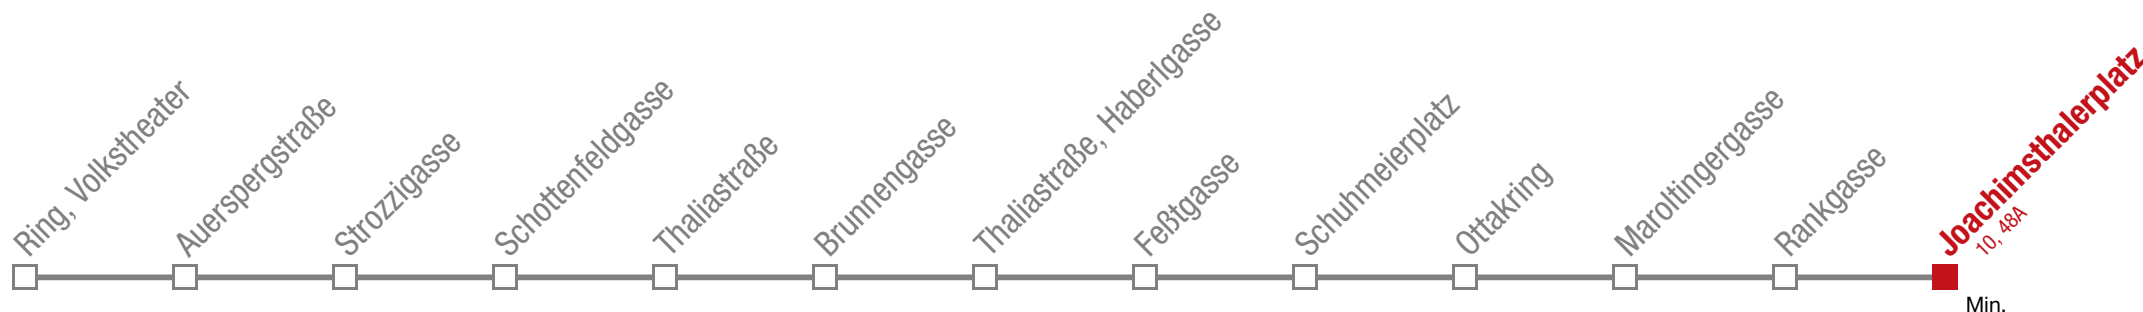 Ring, Volkstheater
Auerspergstraße
Strozzigasse
Schottenfeldgasse
Thaliastraße
Brunnengasse
Thaliastraße, Haberlgasse
Feßtgasse
Schuhmeierplatz
Ottakring
Maroltingergasse
Rankgasse
Joachimsthalerplatz
10, 48A
Min.